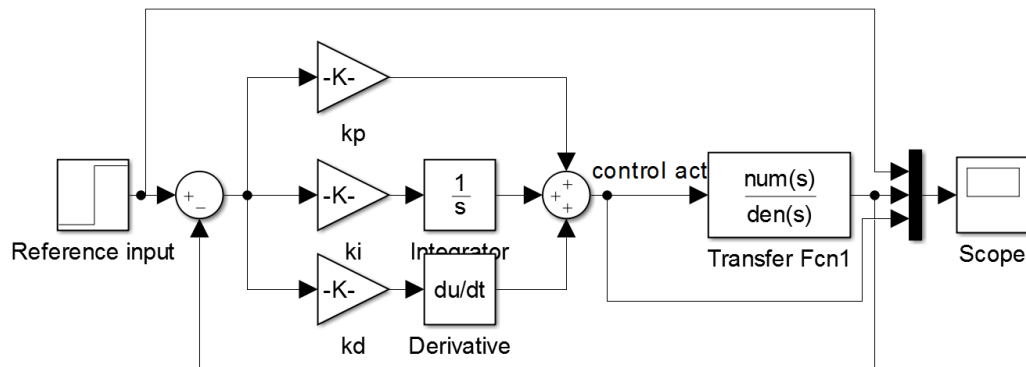 -K-
kp
control act
+
−
-K-
1
s
+
+
+
num(s)
den(s)
Reference input
ki
Integrator
Transfer Fcn1
Scope
-K-
du/dt
kd
Derivative